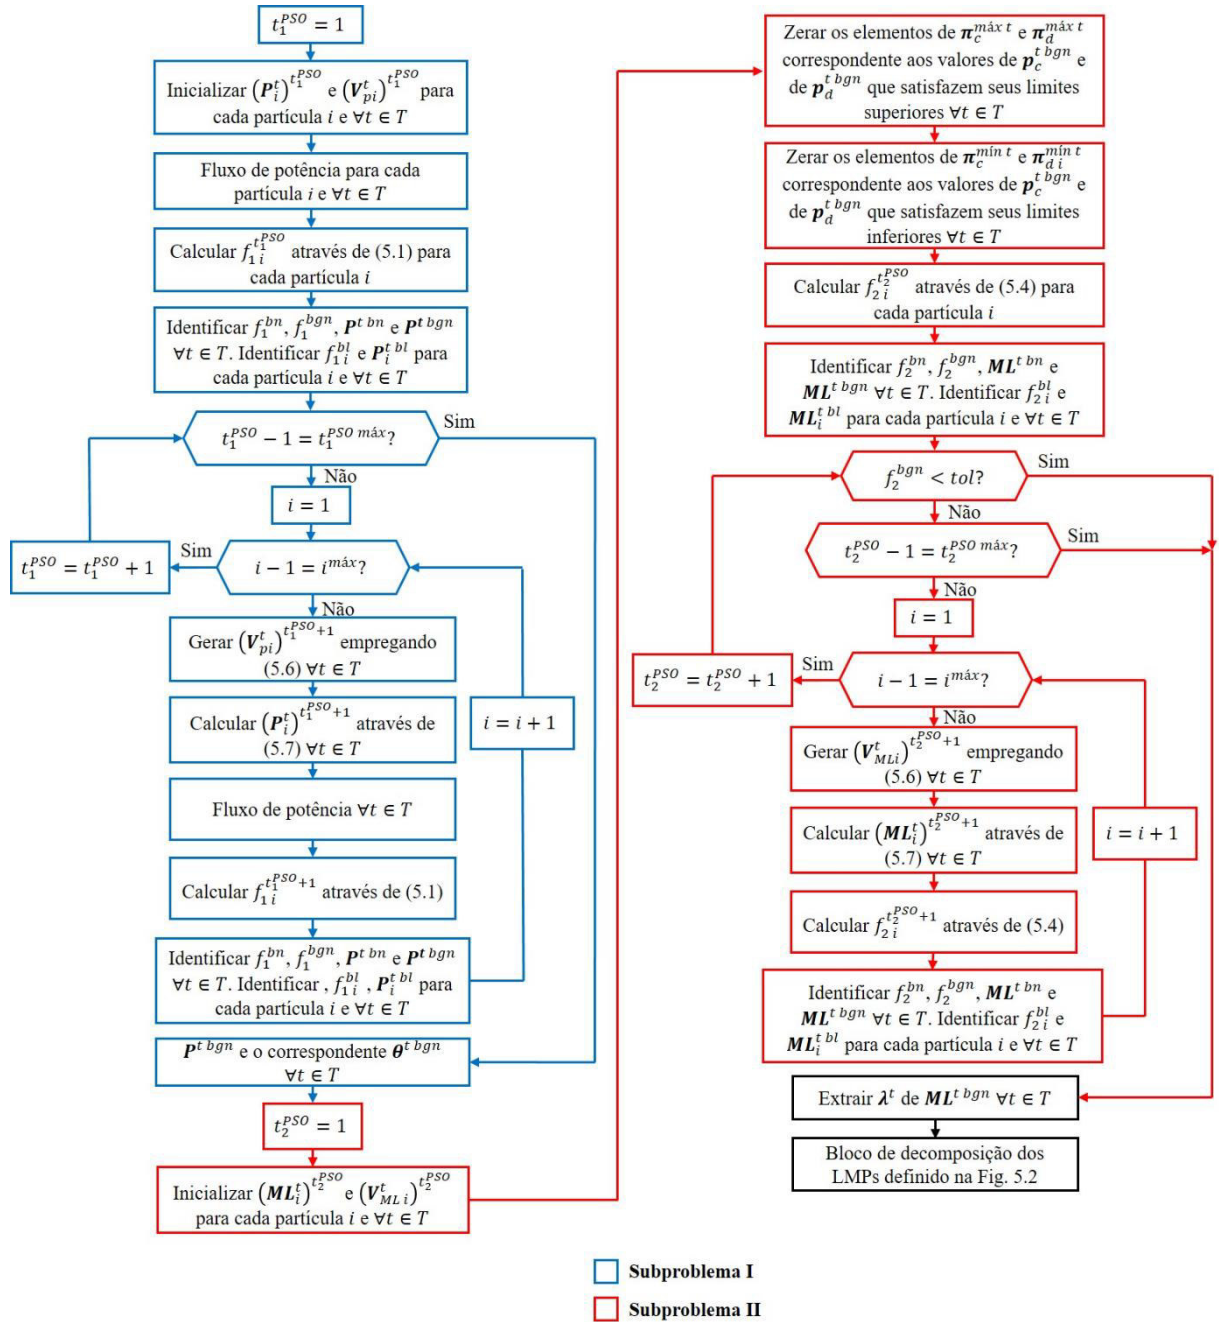 t₁^{PSO} = 1
Inicializar (P_i^t)^{t₁^{PSO}} e (V_{pi}^t)^{t₁^{PSO}} para
cada partícula i e ∀t ∈ T
Fluxo de potência para cada
partícula i e ∀t ∈ T
Calcular f_{1 i}^{t₁^{PSO}} através de (5.1) para
cada partícula i
Identificar f₁^{bn}, f₁^{bgn}, P^{t bn} e P^{t bgn}
∀t ∈ T. Identificar f_{1 i}^{bl} e P_i^{t bl} para
cada partícula i e ∀t ∈ T
t₁^{PSO} − 1 = t₁^{PSO máx}?
Sim
Não
i = 1
t₁^{PSO} = t₁^{PSO} + 1
Sim
i − 1 = i^{máx}?
Não
Gerar (V_{pi}^t)^{t₁^{PSO}+1} empregando
(5.6) ∀t ∈ T
Calcular (P_i^t)^{t₁^{PSO}+1} através de
(5.7) ∀t ∈ T
i = i + 1
Fluxo de potência ∀t ∈ T
Calcular f_{1 i}^{t₁^{PSO}+1} através de (5.1)
Identificar f₁^{bn}, f₁^{bgn}, P^{t bn} e P^{t bgn}
∀t ∈ T. Identificar , f_{1 i}^{bl} , P_i^{t bl} para
cada partícula i e ∀t ∈ T
P^{t bgn} e o correspondente θ^{t bgn}
∀t ∈ T
t₂^{PSO} = 1
Inicializar (ML_i^t)^{t₂^{PSO}} e (V_{ML i}^t)^{t₂^{PSO}}
para cada partícula i e ∀t ∈ T
Zerar os elementos de π_c^{máx t} e π_d^{máx t}
correspondente aos valores de p_c^{t bgn} e
de p_d^{t bgn} que satisfazem seus limites
superiores ∀t ∈ T
Zerar os elementos de π_c^{mín t} e π_{d i}^{mín t}
correspondente aos valores de p_c^{t bgn} e
de p_d^{t bgn} que satisfazem seus limites
inferiores ∀t ∈ T
Calcular f_{2 i}^{t₂^{PSO}} através de (5.4) para
cada partícula i
Identificar f₂^{bn}, f₂^{bgn}, ML^{t bn} e
ML^{t bgn} ∀t ∈ T. Identificar f_{2 i}^{bl} e
ML_i^{t bl} para cada partícula i e ∀t ∈ T
f₂^{bgn} < tol?
Sim
Não
t₂^{PSO} − 1 = t₂^{PSO máx}?
Sim
Não
i = 1
t₂^{PSO} = t₂^{PSO} + 1
Sim
i − 1 = i^{máx}?
Não
Gerar (V_{MLi}^t)^{t₂^{PSO}+1} empregando
(5.6) ∀t ∈ T
Calcular (ML_i^t)^{t₂^{PSO}+1} através de
(5.7) ∀t ∈ T
i = i + 1
Calcular f_{2 i}^{t₂^{PSO}+1} através de (5.4)
Identificar f₂^{bn}, f₂^{bgn}, ML^{t bn} e
ML^{t bgn} ∀t ∈ T. Identificar f_{2 i}^{bl} e
ML_i^{t bl} para cada partícula i e ∀t ∈ T
Extrair λ^t de ML^{t bgn} ∀t ∈ T
Bloco de decomposição dos
LMPs definido na Fig. 5.2
Subproblema I
Subproblema II